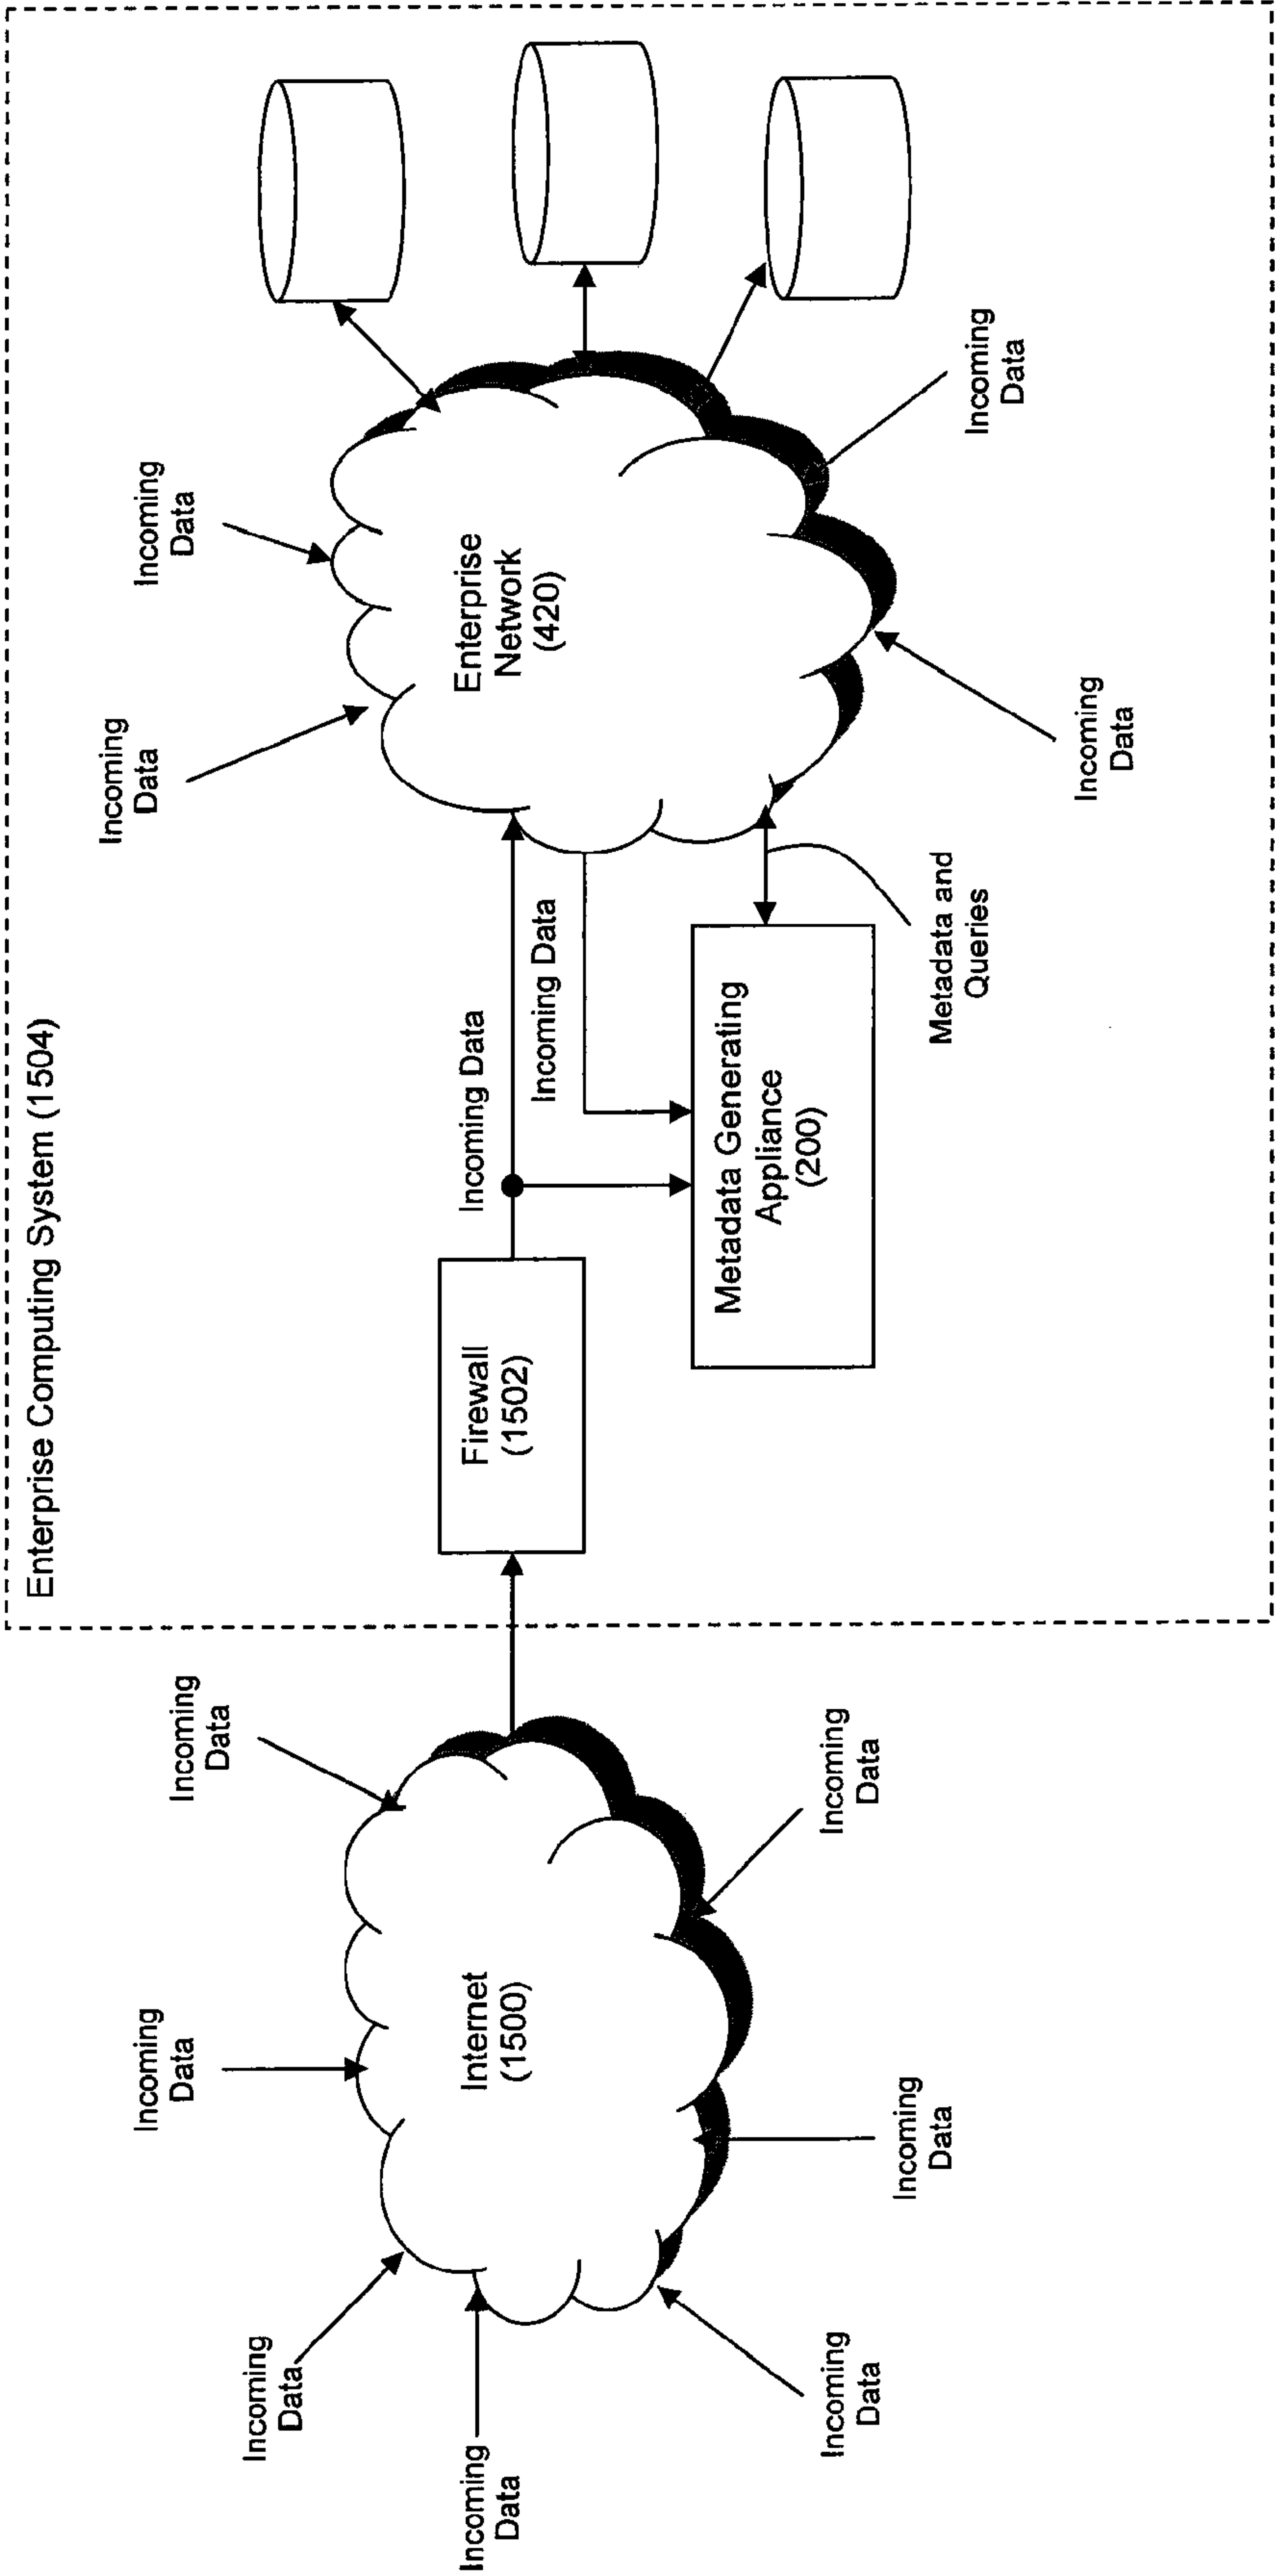 Enterprise Computing System (1504)
Incoming
Data
Incoming
Data
Incoming
Data
Incoming
Data
Incoming
Data
Incoming
Data
Incoming
Data
Internet
(1500)
Firewall
(1502)
Incoming Data
Incoming Data
Metadata Generating
Appliance
(200)
Metadata and
Queries
Enterprise
Network
(420)
Incoming
Data
Incoming
Data
Incoming
Data
Incoming
Data